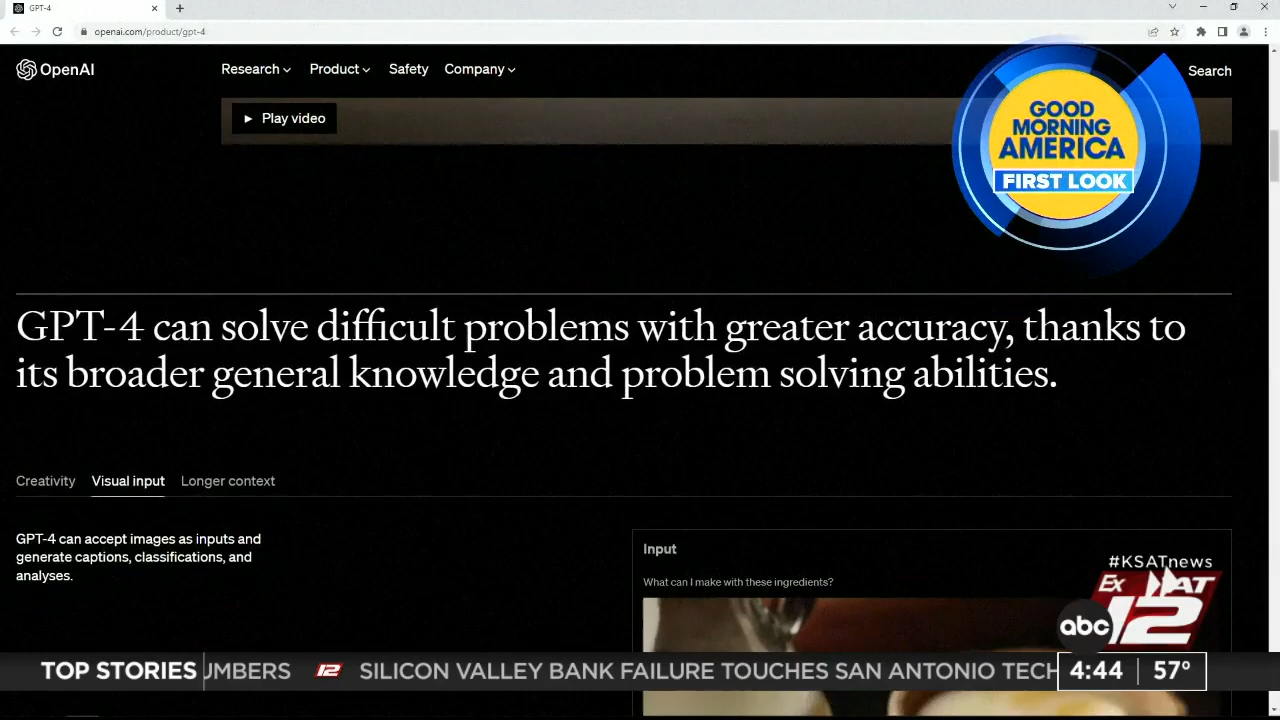 GPT-4
openai.com/product/gpt-4
OpenAI
Research
Product
Safety
Company
Search
Play video
GOOD
MORNING
AMERICA
FIRST LOOK
GPT-4 can solve difficult problems with greater accuracy, thanks to
its broader general knowledge and problem solving abilities.
Creativity
Visual input
Longer context
GPT-4 can accept images as inputs and
generate captions, classifications, and
analyses.
Input
What can I make with these ingredients?
#KSATnews
abc
12
TOP STORIES
UMBERS
12
SILICON VALLEY BANK FAILURE TOUCHES SAN ANTONIO TECH
4:44
57°